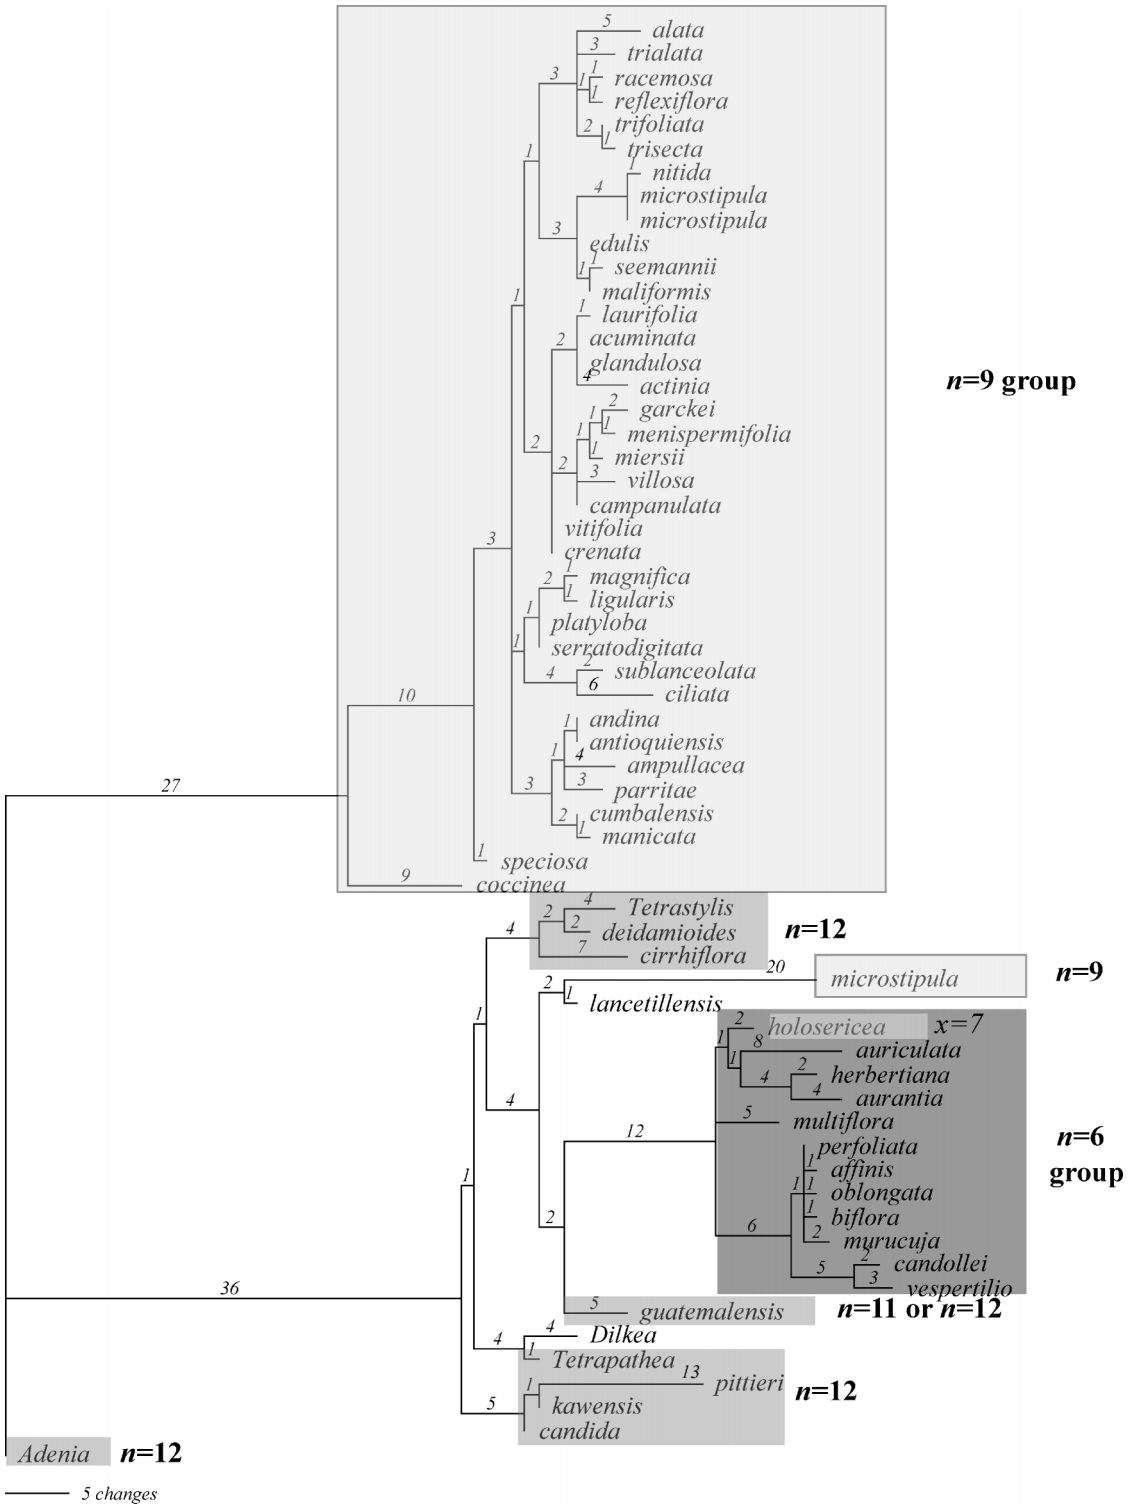 5 alata
3 trialata
3 1 1 racemosa
1 reflexiflora
2 trifoliata
1 trisecta
1
1 nitida
4 microstipula
microstipula
3 edulis
1 1 seemannii
maliformis
1
1 laurifolia
2 acuminata
glandulosa
4 actinia
n=9 group
2 garckei
1 1 menispermifolia
1
1 miersii
2 2 3 villosa
campanulata
vitifolia
crenata
3
1 magnifica
2 1 ligularis
1 platyloba
1 serratodigitata
2 sublanceolata
4 6 ciliata
10
1 andina
antioquiensis
1 4 ampullacea
27 3 3 parritae
2 cumbalensis
1 manicata
1 speciosa
9 coccinea
4 Tetrastylis
2 2 deidamioides
4 7 cirrhiflora
n=12
20 microstipula
n=9
2 1 lancetillensis
1 2 holosericea x=7
1 8 auriculata
1 2 herbertiana
4 4 aurantia
4 5 multiflora
12 perfoliata
n=6
group
1 affinis
1 1 1 oblongata
1 biflora
2 6 2 murucuja
2 candollei
5 3 vespertilio
36 5 guatemalensis n=11 or n=12
4 Dilkea
4 1 Tetrapathea
13 pittieri
n=12
1 kawensis
5 candida
Adenia n=12
5 changes